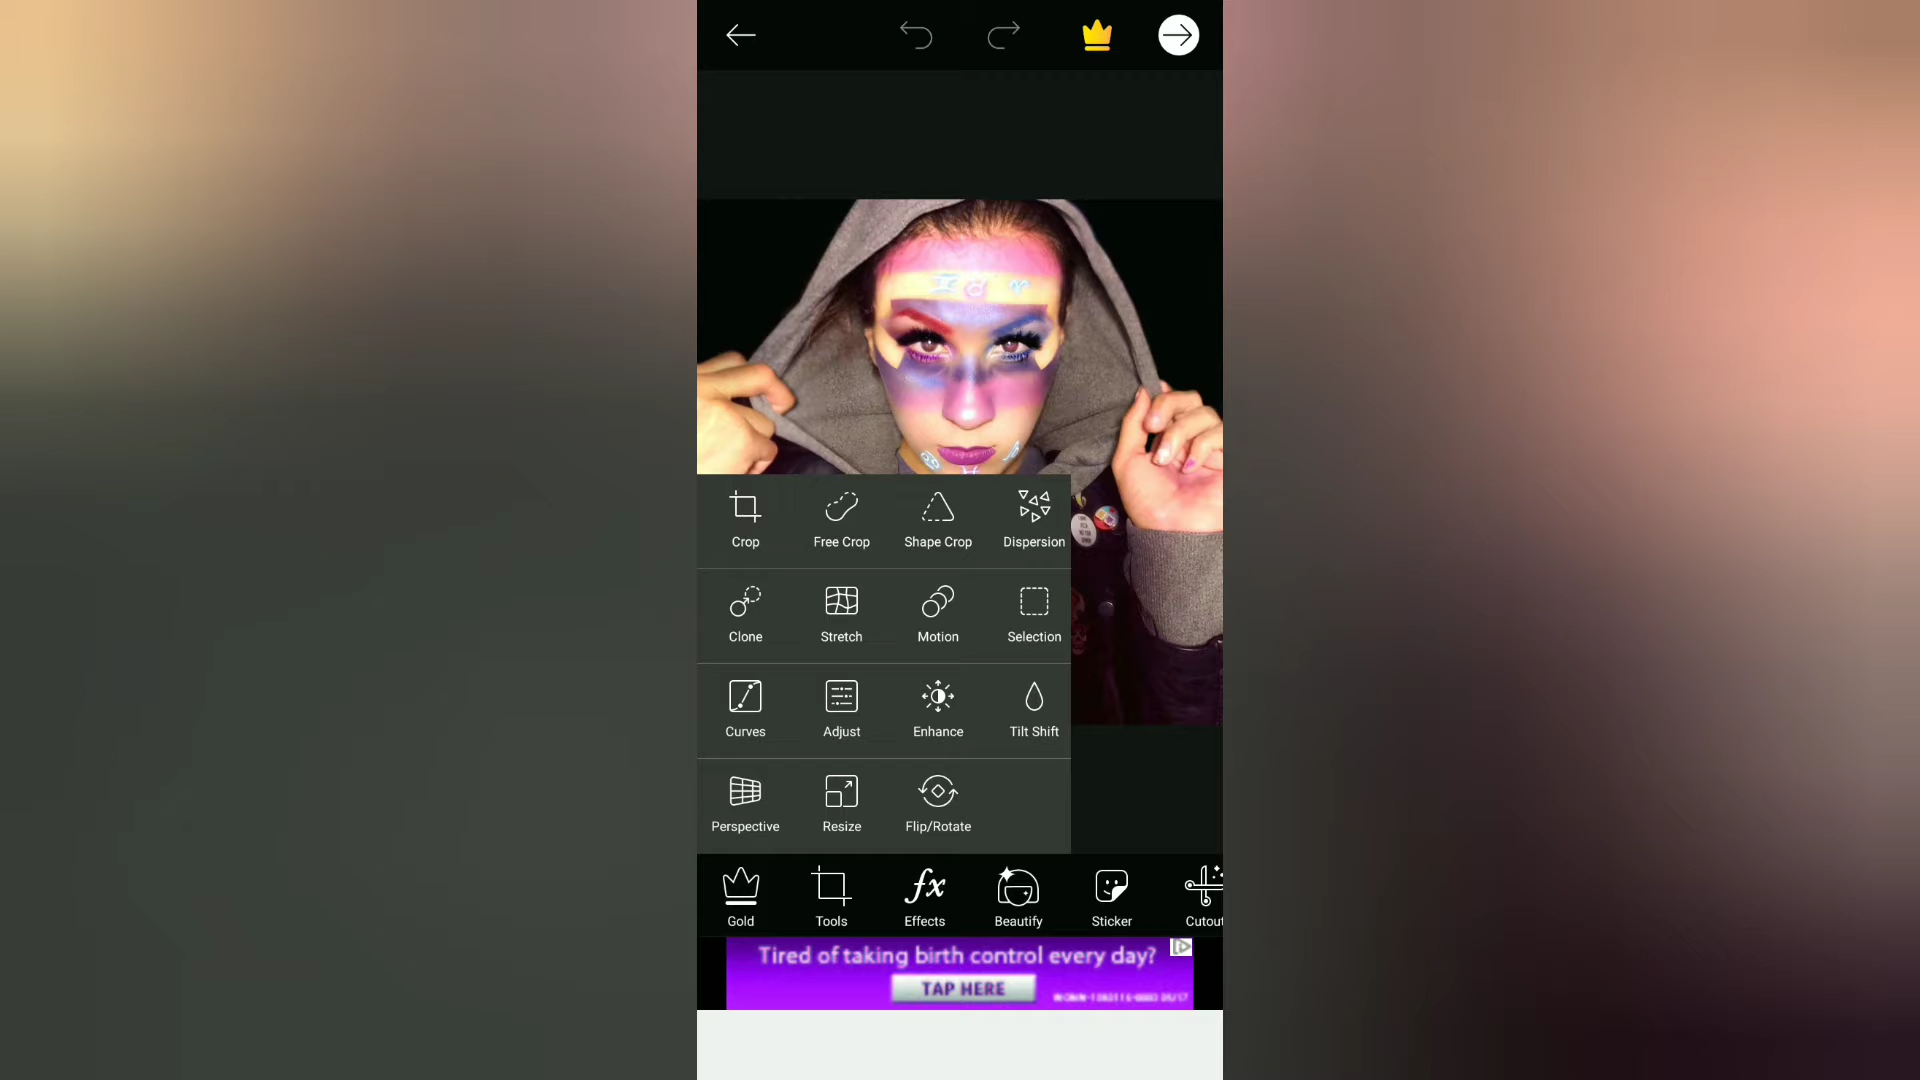 Crop Free Crop Shape Crop Dispersion
Clone Stretch Motion Selection
Curves Adjust Enhance Tilt Shift
Perspective Resize Flip/Rotate
Gold Tools fx Effects Beautify Sticker Cutout
Tired of taking birth control every day?
TAP HERE